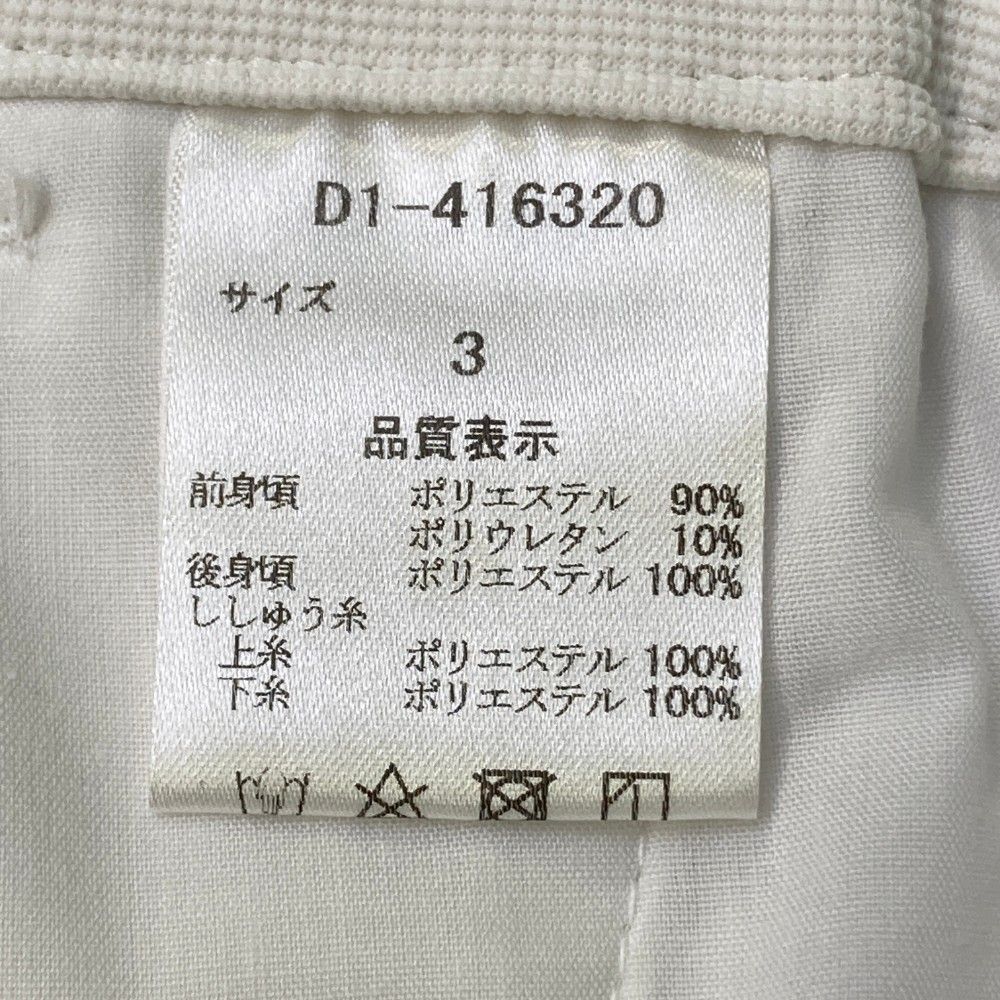 D1-416320
サイズ
3
品質表示
前身頃 ポリエステル 90%
ポリウレタン 10%
後身頃 ポリエステル 100%
ししゅう糸
上糸 ポリエステル 100%
下糸 ポリエステル 100%